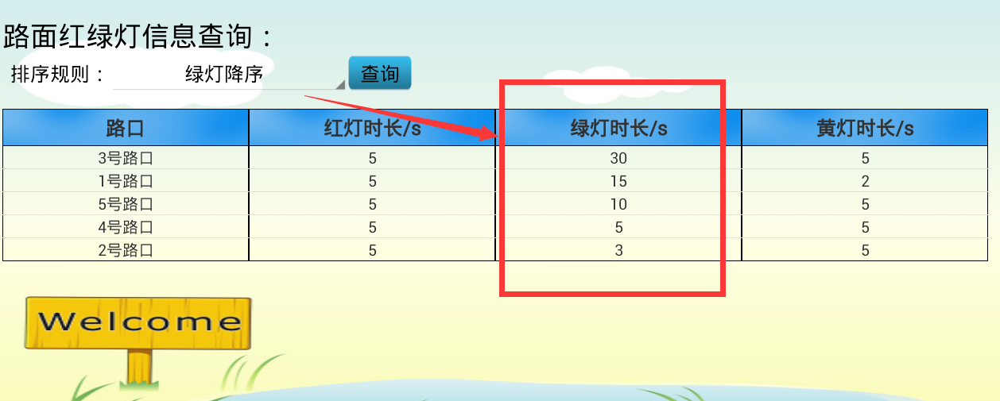 路面红绿灯信息查询：
排序规则： 绿灯降序 查询
路口 红灯时长/s 绿灯时长/s 黄灯时长/s
3号路口 5 30 5
1号路口 5 15 2
5号路口 5 10 5
4号路口 5 5 5
2号路口 5 3 5
Welcome